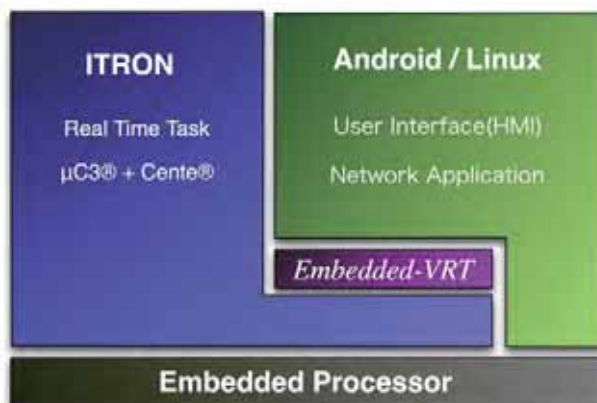 ITRON
Real Time Task
µC3® + Cente®
Android / Linux
User Interface(HMI)
Network Application
Embedded-VRT
Embedded Processor